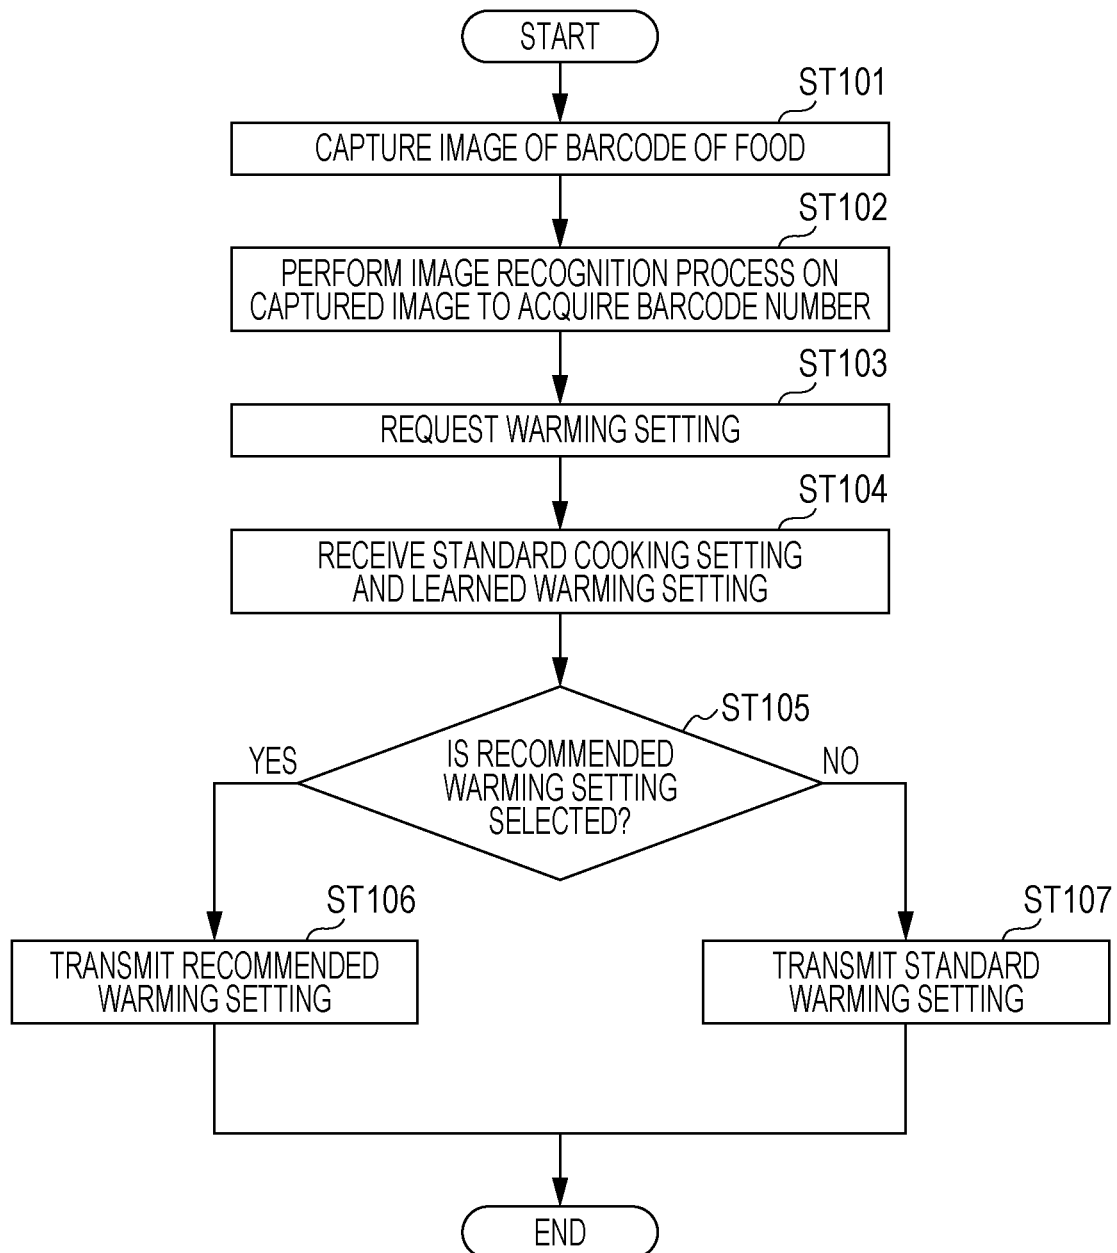 START
ST101
CAPTURE IMAGE OF BARCODE OF FOOD
ST102
PERFORM IMAGE RECOGNITION PROCESS ON
CAPTURED IMAGE TO ACQUIRE BARCODE NUMBER
ST103
REQUEST WARMING SETTING
ST104
RECEIVE STANDARD COOKING SETTING
AND LEARNED WARMING SETTING
ST105
YES
IS RECOMMENDED
WARMING SETTING
SELECTED?
NO
ST106
TRANSMIT RECOMMENDED
WARMING SETTING
ST107
TRANSMIT STANDARD
WARMING SETTING
END